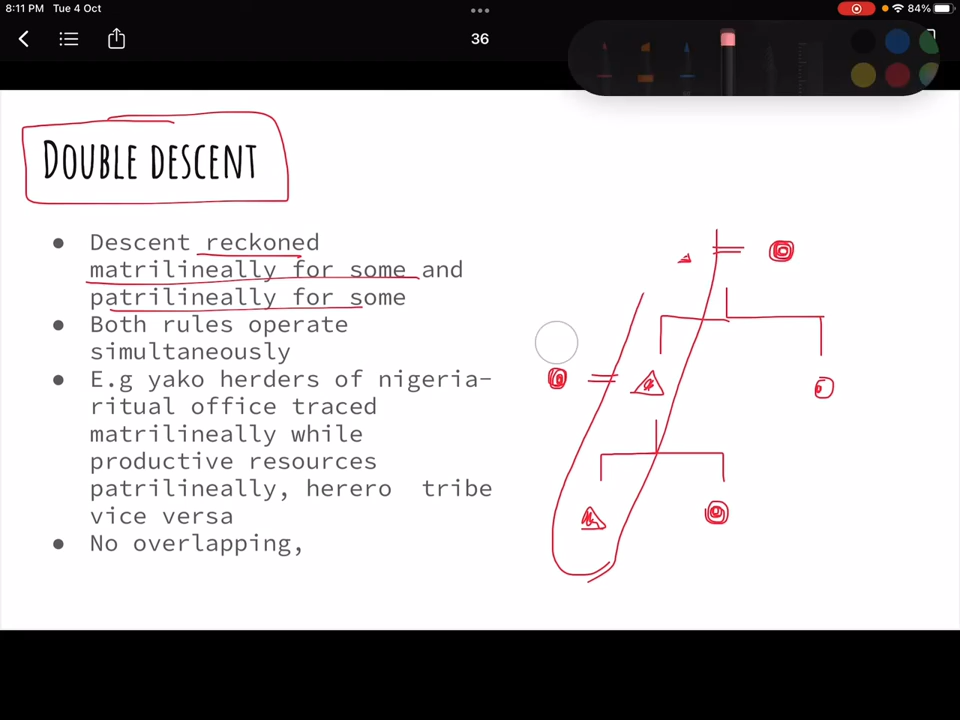 8:11 PM Tue 4 Oct
84%
36
DOUBLE DESCENT
● Descent reckoned
matrilineally for some and
patrilineally for some
● Both rules operate
simultaneously
● E.g yako herders of nigeria-
ritual office traced
matrilineally while
productive resources
patrilineally, herero tribe
vice versa
● No overlapping,